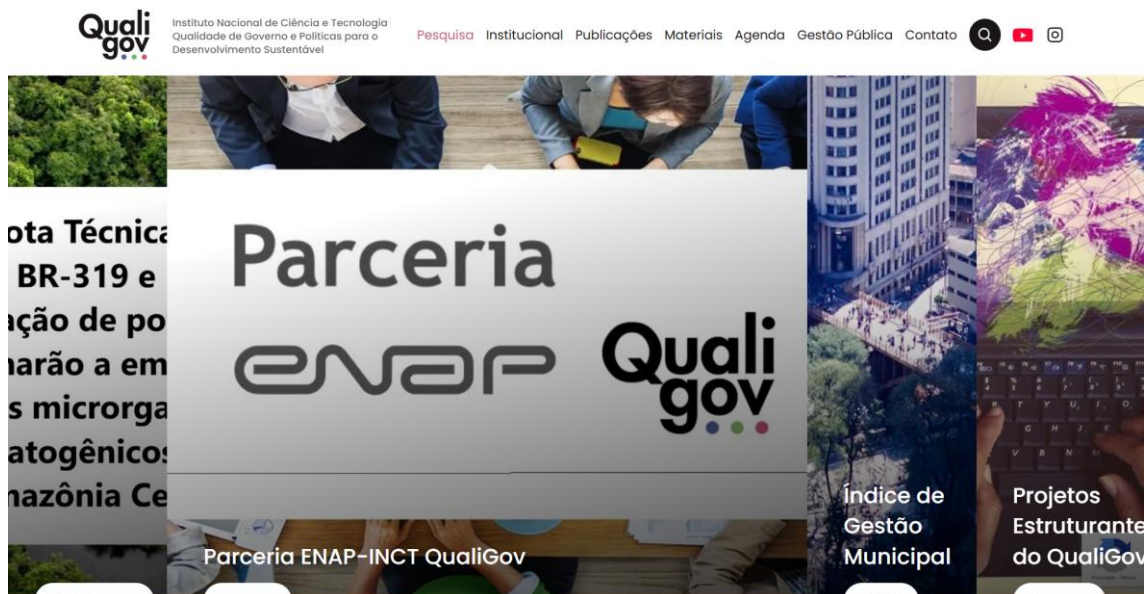 Quali
gov
Instituto Nacional de Ciência e Tecnologia
Qualidade de Governo e Políticas para o
Desenvolvimento Sustentável
Pesquisa Institucional Publicações Materiais Agenda Gestão Pública Contato
ota Técnica
BR-319 e
ação de po
narão a em
s microrga
atogênicos
mazônia Ce
Parceria
enap
Quali
gov
Parceria ENAP-INCT QualiGov
Índice de
Gestão
Municipal
Projetos
Estruturante
do QualiGov